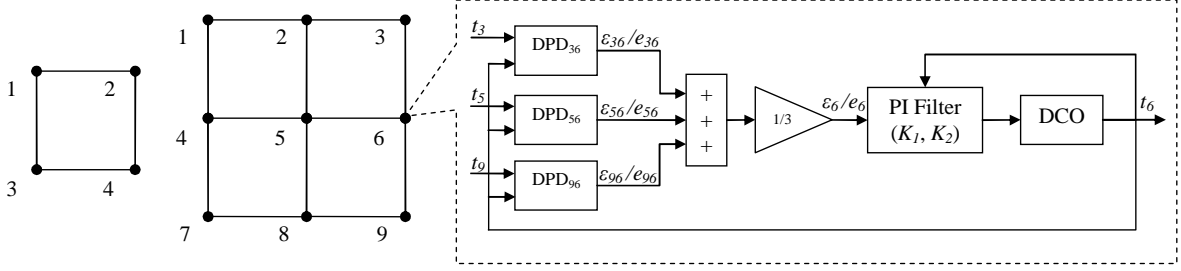 1 2
3 4
1 2 3
4 5 6
7 8 9
t₃ DPD₃₆ ε₃₆/e₃₆
t₅ DPD₅₆ ε₅₆/e₅₆
t₉ DPD₉₆ ε₉₆/e₉₆
+
+
+
1/3
ε₆/e₆
PI Filter
(K₁, K₂)
DCO
t₆